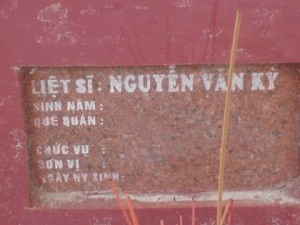 LIỆT SĨ: NGUYỄN VĂN KỲ
SINH NĂM :
QUÊ QUÁN :
CHỨC VỤ :
ĐƠN VỊ :
NGÀY HY SINH :